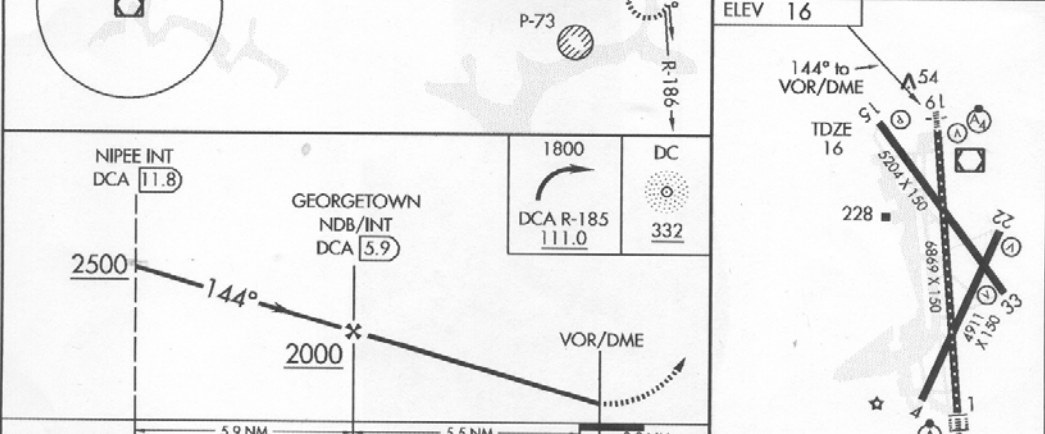 P-73
R-186
ELEV 16
144° to
VOR/DME
54
TDZE
16
15
19
5204 X 150
228
6869 X 150
22
33
4911
X 150
4
1
NIPEE INT
DCA 11.8
GEORGETOWN
NDB/INT
DCA 5.9
1800
DCA R-185
111.0
DC
332
2500
144°
2000
VOR/DME
5.9 NM
5.5 NM